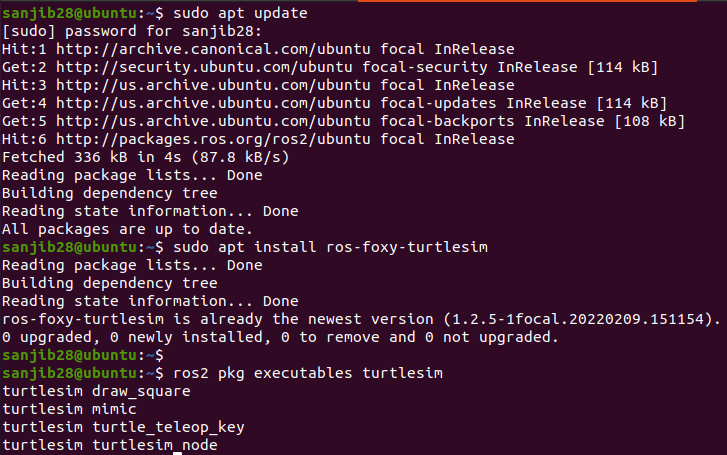 sanjib28@ubuntu:~$ sudo apt update
[sudo] password for sanjib28:
Hit:1 http://archive.canonical.com/ubuntu focal InRelease
Get:2 http://security.ubuntu.com/ubuntu focal-security InRelease [114 kB]
Hit:3 http://us.archive.ubuntu.com/ubuntu focal InRelease
Get:4 http://us.archive.ubuntu.com/ubuntu focal-updates InRelease [114 kB]
Get:5 http://us.archive.ubuntu.com/ubuntu focal-backports InRelease [108 kB]
Hit:6 http://packages.ros.org/ros2/ubuntu focal InRelease
Fetched 336 kB in 4s (87.8 kB/s)
Reading package lists... Done
Building dependency tree
Reading state information... Done
All packages are up to date.
sanjib28@ubuntu:~$ sudo apt install ros-foxy-turtlesim
Reading package lists... Done
Building dependency tree
Reading state information... Done
ros-foxy-turtlesim is already the newest version (1.2.5-1focal.20220209.151154).
0 upgraded, 0 newly installed, 0 to remove and 0 not upgraded.
sanjib28@ubuntu:~$
sanjib28@ubuntu:~$ ros2 pkg executables turtlesim
turtlesim draw_square
turtlesim mimic
turtlesim turtle_teleop_key
turtlesim turtlesim_node